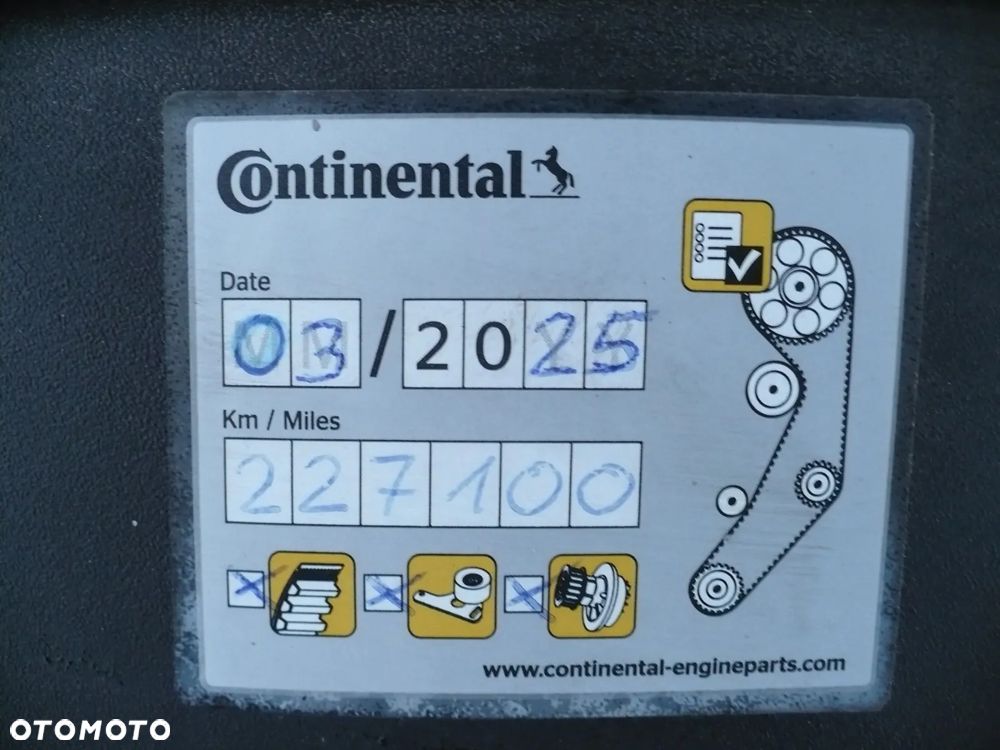 Continental
Date
03/2025
Km / Miles
227100
www.continental-engineparts.com
OTOMOTO